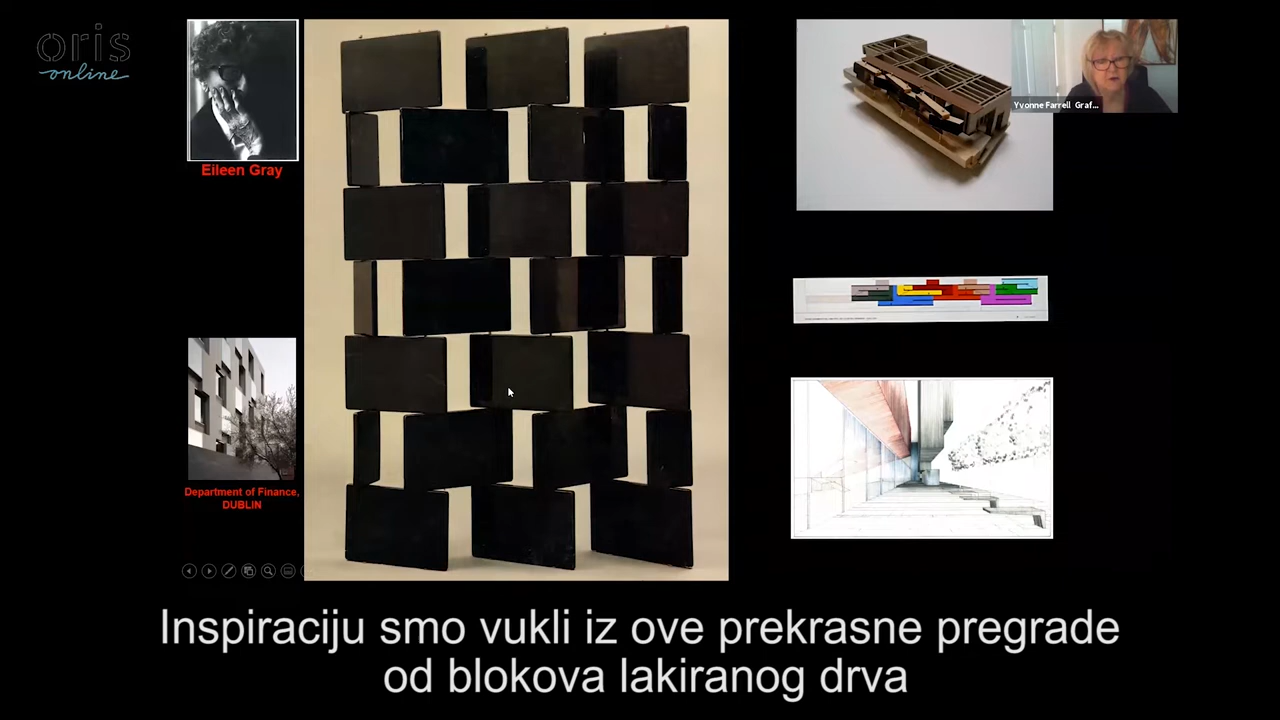 oris
online
Eileen Gray
Yvonne Farrell Graf...
Department of Finance,
DUBLIN
Inspiraciju smo vukli iz ove prekrasne pregrade
od blokova lakiranog drva